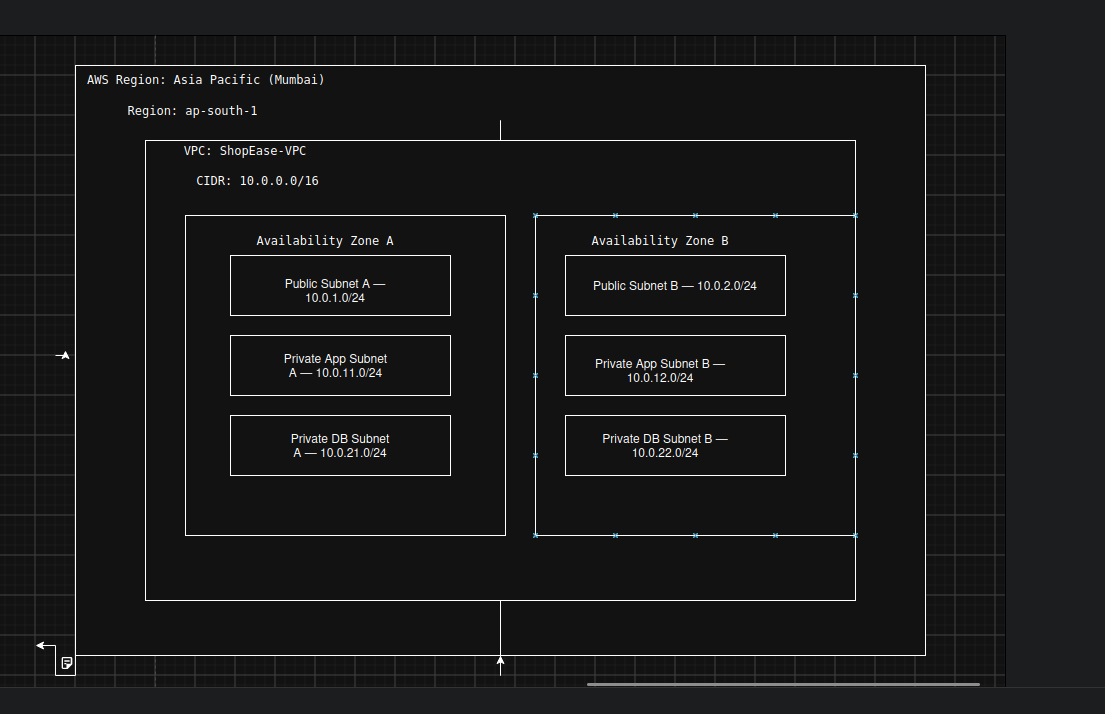 AWS Region: Asia Pacific (Mumbai)
Region: ap-south-1
VPC: ShopEase-VPC
CIDR: 10.0.0.0/16
Availability Zone A
Public Subnet A —
10.0.1.0/24
Private App Subnet
A — 10.0.11.0/24
Private DB Subnet
A — 10.0.21.0/24
Availability Zone B
Public Subnet B — 10.0.2.0/24
Private App Subnet B —
10.0.12.0/24
Private DB Subnet B —
10.0.22.0/24